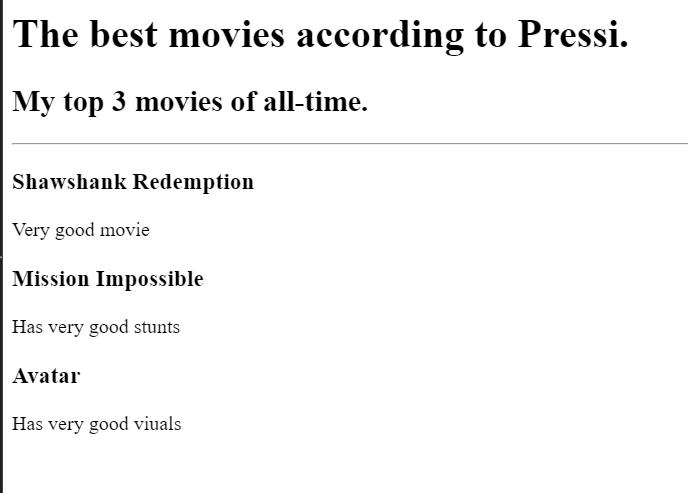 The best movies according to Pressi.
My top 3 movies of all-time.
Shawshank Redemption
Very good movie
Mission Impossible
Has very good stunts
Avatar
Has very good viuals